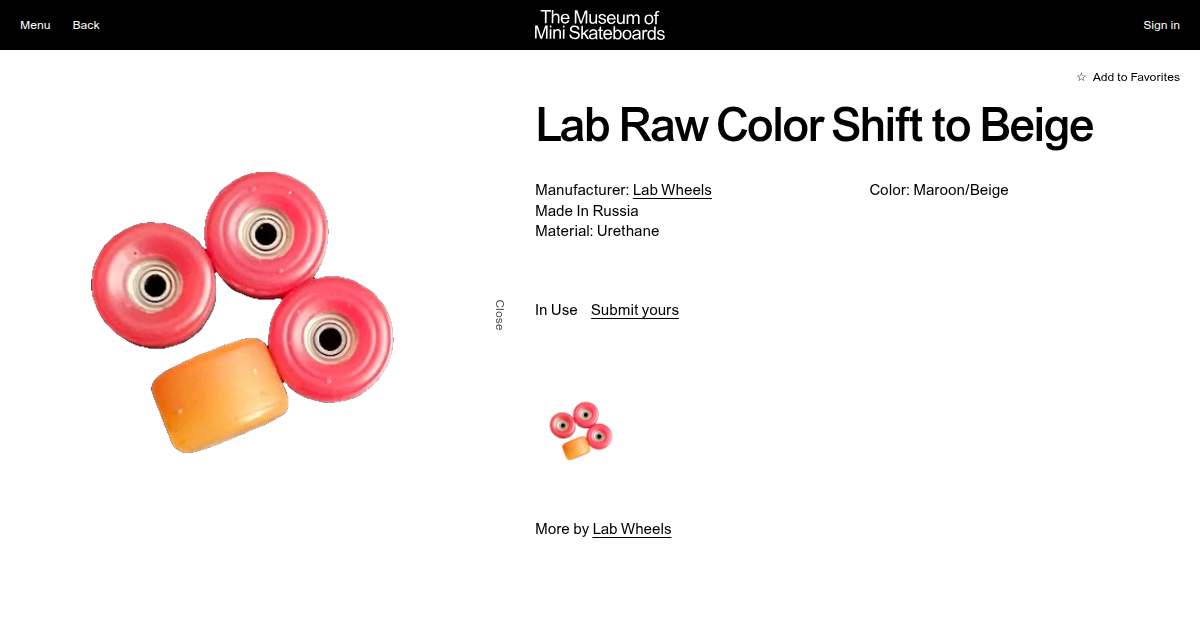 Menu
Back
The Museum of
Mini Skateboards
Sign in
☆ Add to Favorites
Lab Raw Color Shift to Beige
Manufacturer: Lab Wheels
Made In Russia
Material: Urethane
Color: Maroon/Beige
Close
In Use
Submit yours
More by Lab Wheels